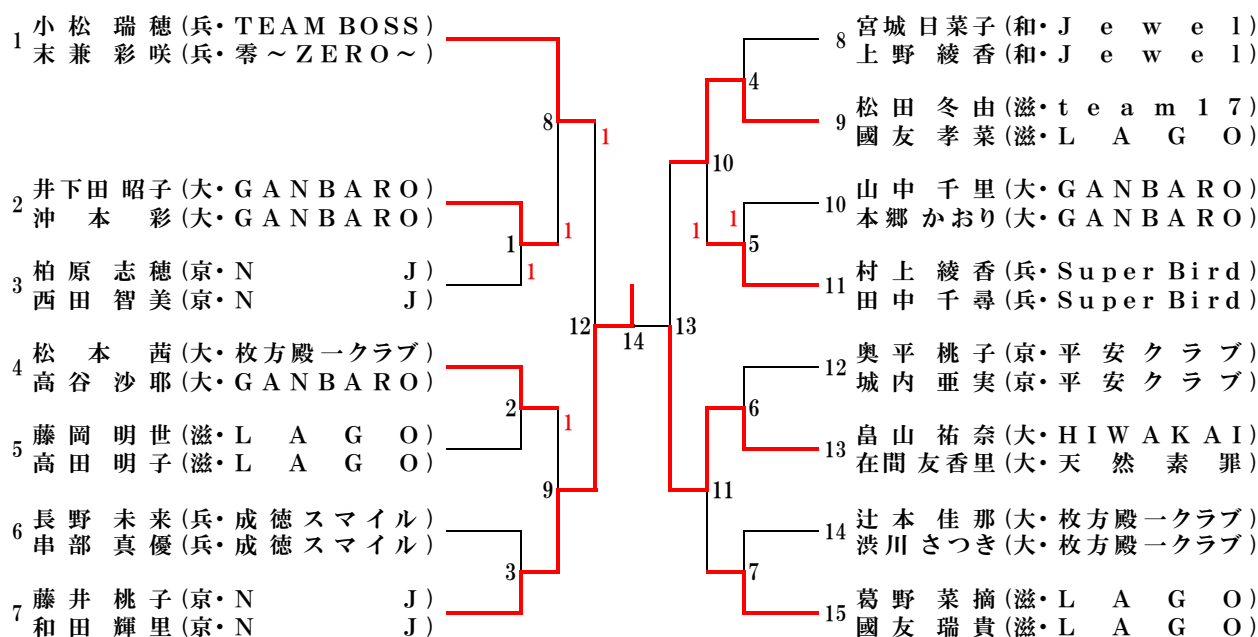 1 小松 瑞穂 (兵・TEAM BOSS)
末兼 彩咲 (兵・零～ZERO～)
2 井下田 昭子 (大・GANBARO)
沖本 彩 (大・GANBARO)
3 柏原 志穂 (京・N J)
西田 智美 (京・N J)
4 松本 茜 (大・枚方殿一クラブ)
高谷 沙耶 (大・GANBARO)
5 藤岡 明世 (滋・LAGO)
高田 明子 (滋・LAGO)
6 長野 未来 (兵・成徳スマイル)
串部 真優 (兵・成徳スマイル)
7 藤井 桃子 (京・N J)
和田 輝里 (京・N J)
8
1
1
1
1
12
2
1
9
3
14
8 宮城 日菜子 (和・Jewel)
上野 綾香 (和・Jewel)
9 松田 冬由 (滋・team17)
國友 孝菜 (滋・LAGO)
10 山中 千里 (大・GANBARO)
本郷 かおり (大・GANBARO)
11 村上 綾香 (兵・Super Bird)
田中 千尋 (兵・Super Bird)
12 奥平 桃子 (京・平安クラブ)
城内 亜実 (京・平安クラブ)
13 畠山 祐奈 (大・HIWAKAI)
在間 友香里 (大・天然素罪)
14 辻本 佳那 (大・枚方殿一クラブ)
渋川 さつき (大・枚方殿一クラブ)
15 葛野 菜摘 (滋・LAGO)
國友 瑞貴 (滋・LAGO)
4
10
1
1
5
13
6
11
7